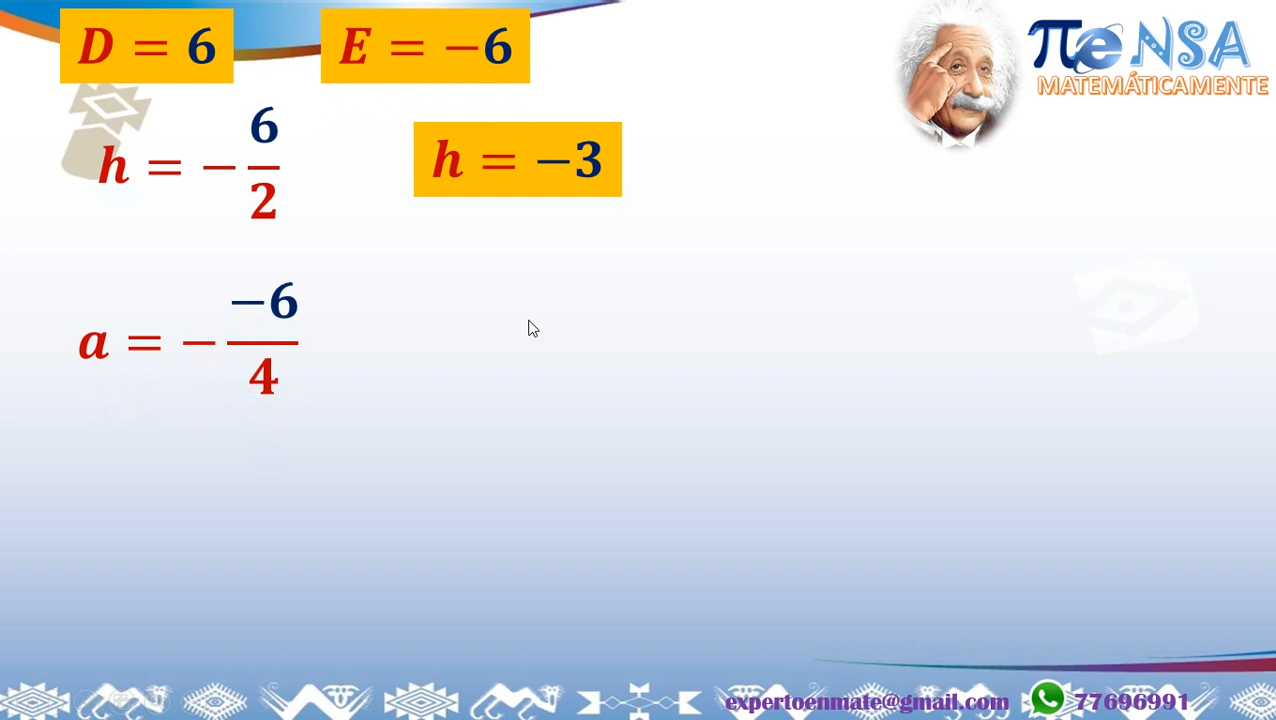 D = 6
E = −6
πeNSA
MATEMÁTICAMENTE
h = − 6/2
h = −3
a = − −6/4
expertoenmate@gmail.com 77696991